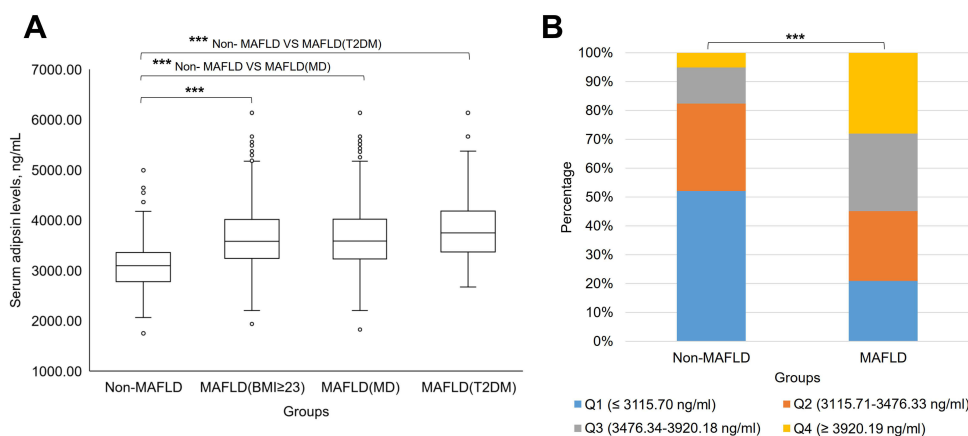 A
*** Non- MAFLD VS MAFLD(T2DM)
*** Non- MAFLD VS MAFLD(MD)
***
Serum adipsin levels, ng/mL
7000.00
6000.00
5000.00
4000.00
3000.00
2000.00
1000.00
Non-MAFLD MAFLD(BMI≥23) MAFLD(MD) MAFLD(T2DM)
Groups
B
***
Percentage
100%
90%
80%
70%
60%
50%
40%
30%
20%
10%
0%
Non-MAFLD MAFLD
Groups
Q1 (≤ 3115.70 ng/ml) Q2 (3115.71-3476.33 ng/ml)
Q3 (3476.34-3920.18 ng/ml) Q4 (≥ 3920.19 ng/ml)